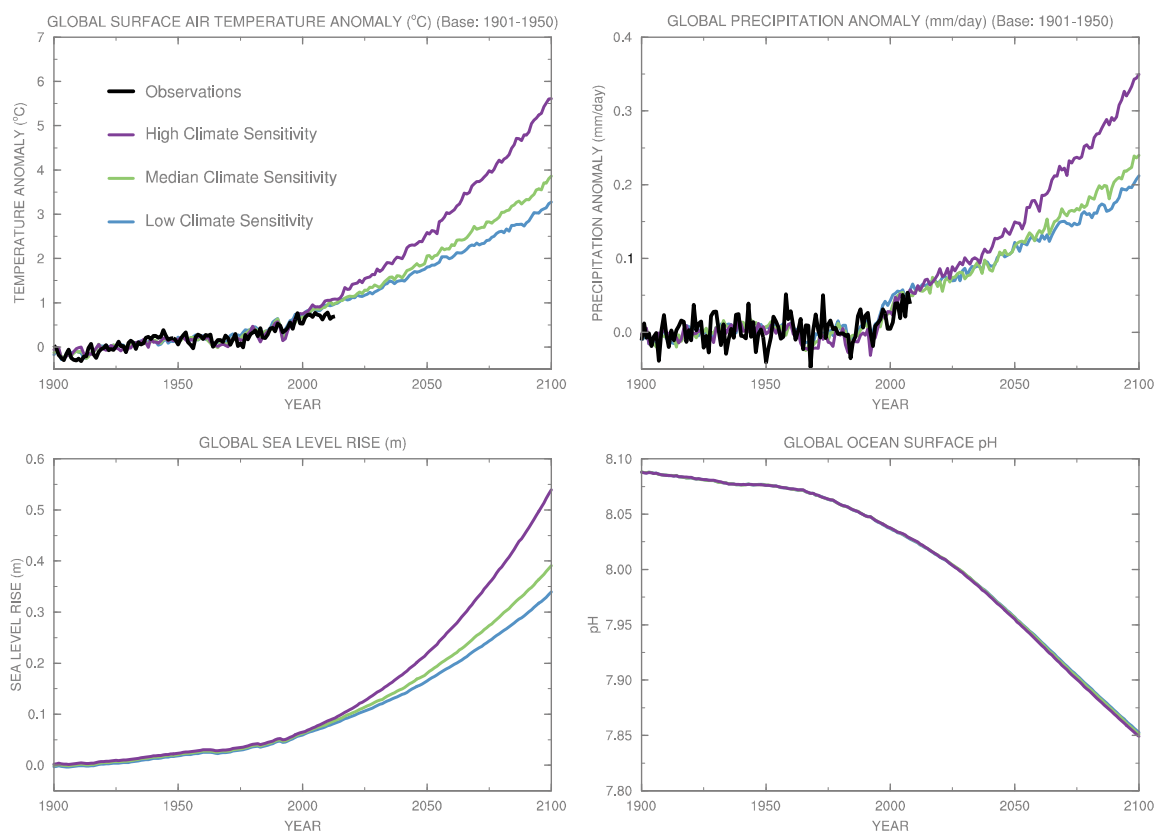 GLOBAL SURFACE AIR TEMPERATURE ANOMALY (°C) (Base: 1901-1950)
TEMPERATURE ANOMALY (°C)
7
6
5
4
3
2
1
0
Observations
High Climate Sensitivity
Median Climate Sensitivity
Low Climate Sensitivity
1900 1950 2000 2050 2100
YEAR
GLOBAL PRECIPITATION ANOMALY (mm/day) (Base: 1901-1950)
PRECIPITATION ANOMALY (mm/day)
0.4
0.3
0.2
0.1
0.0
1900 1950 2000 2050 2100
YEAR
GLOBAL SEA LEVEL RISE (m)
SEA LEVEL RISE (m)
0.6
0.5
0.4
0.3
0.2
0.1
0.0
1900 1950 2000 2050 2100
YEAR
GLOBAL OCEAN SURFACE pH
pH
8.10
8.05
8.00
7.95
7.90
7.85
7.80
1900 1950 2000 2050 2100
YEAR